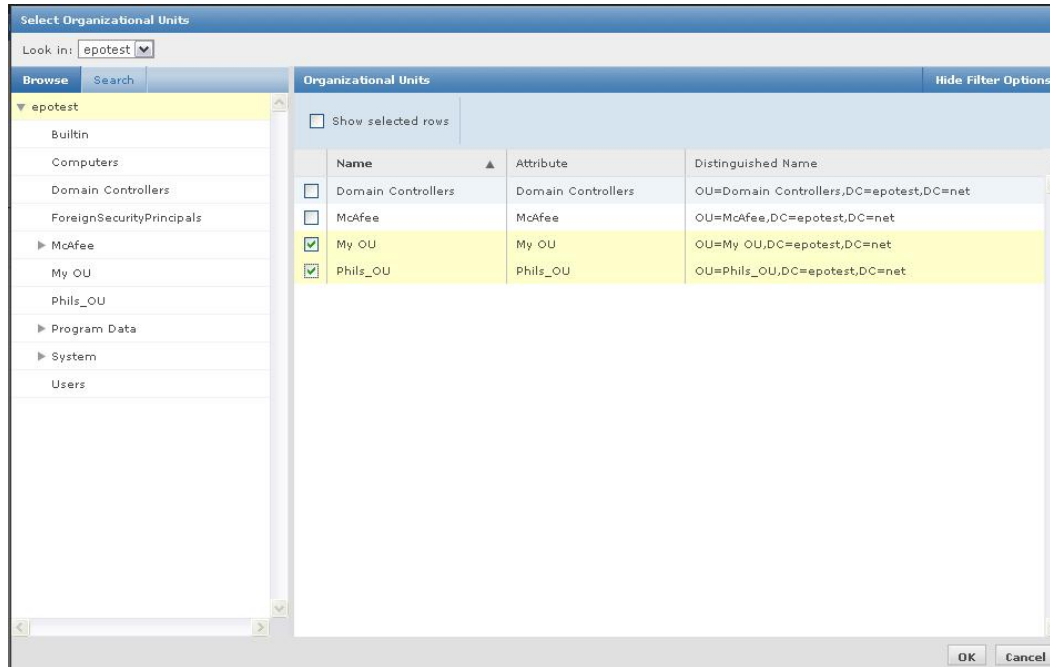 Select Organizational Units
Look in: epotest
Browse Search
epotest
Builtin
Computers
Domain Controllers
ForeignSecurityPrincipals
McAfee
My OU
Phils_OU
Program Data
System
Users
Organizational Units Hide Filter Options
Show selected rows
Name Attribute Distinguished Name
Domain Controllers Domain Controllers OU=Domain Controllers,DC=epotest,DC=net
McAfee McAfee OU=McAfee,DC=epotest,DC=net
My OU My OU OU=My OU,DC=epotest,DC=net
Phils_OU Phils_OU OU=Phils_OU,DC=epotest,DC=net
OK Cancel